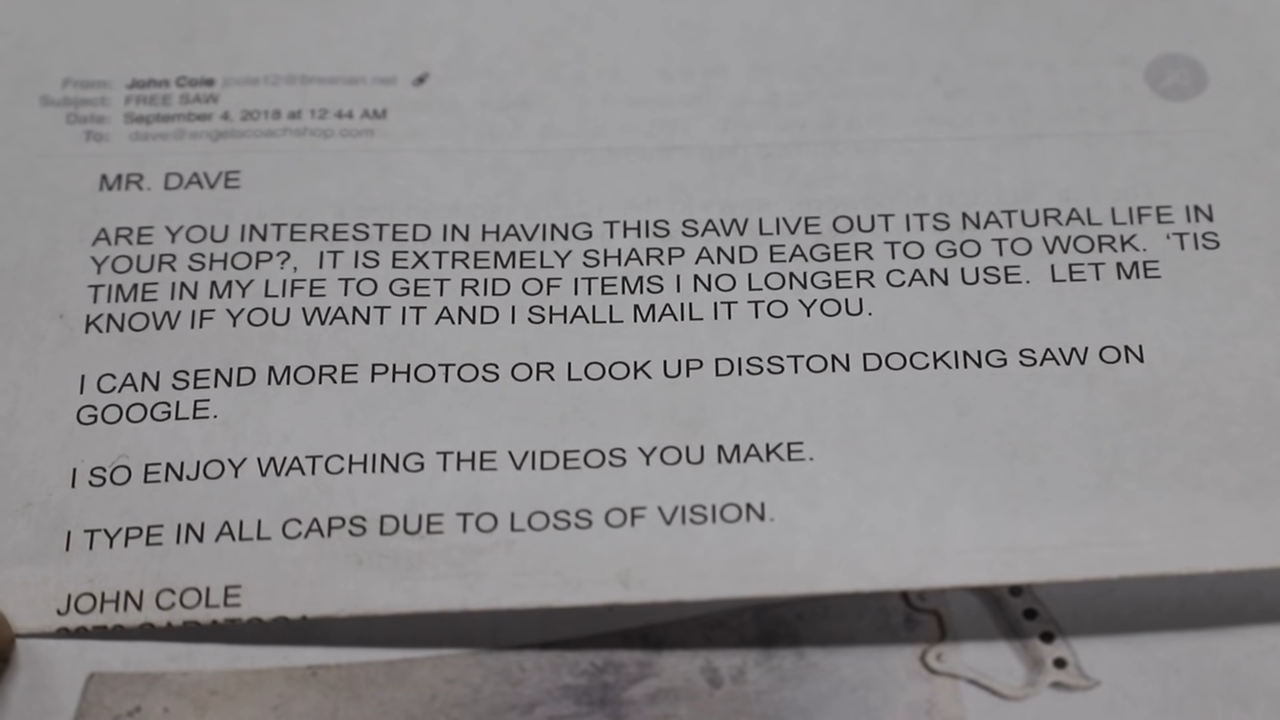 From: John Cole
Subject: FREE SAW
Date: September 4, 2018 at 12:44 AM
To: dave@engelscoachshop.com
MR. DAVE
ARE YOU INTERESTED IN HAVING THIS SAW LIVE OUT ITS NATURAL LIFE IN
YOUR SHOP?, IT IS EXTREMELY SHARP AND EAGER TO GO TO WORK. 'TIS
TIME IN MY LIFE TO GET RID OF ITEMS I NO LONGER CAN USE. LET ME
KNOW IF YOU WANT IT AND I SHALL MAIL IT TO YOU.
I CAN SEND MORE PHOTOS OR LOOK UP DISSTON DOCKING SAW ON
GOOGLE.
I SO ENJOY WATCHING THE VIDEOS YOU MAKE.
I TYPE IN ALL CAPS DUE TO LOSS OF VISION.
JOHN COLE